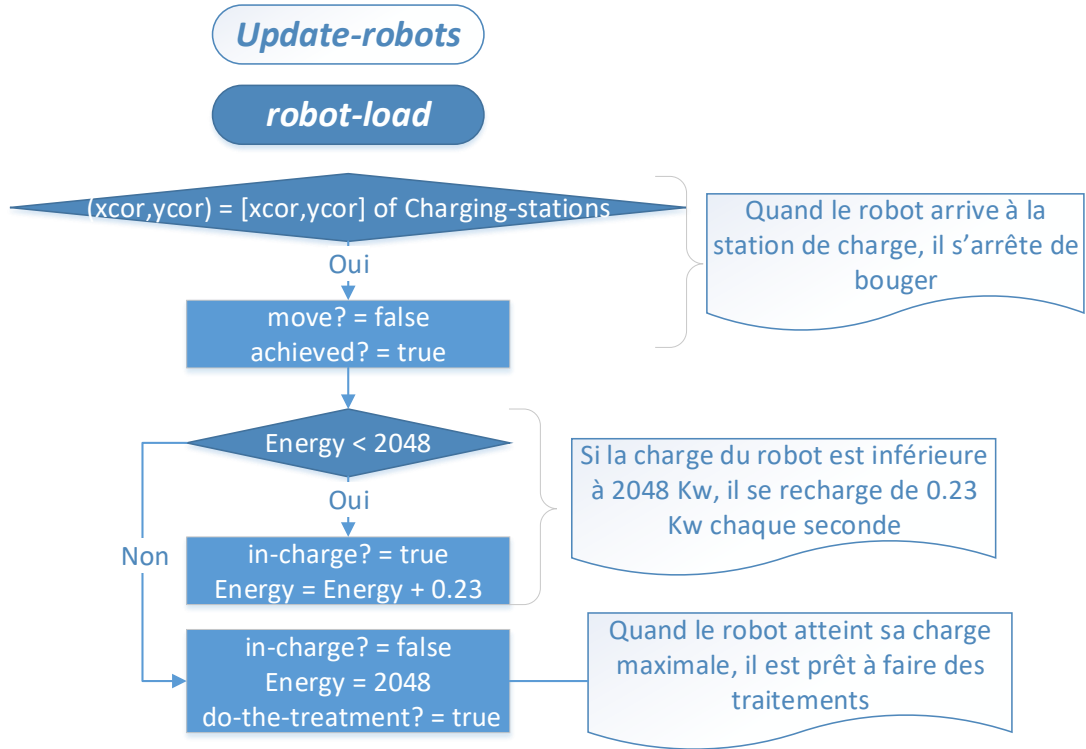 Update-robots
robot-load
(xcor,ycor) = [xcor,ycor] of Charging-stations
Quand le robot arrive à la
station de charge, il s’arrête de
bouger
Oui
move? = false
achieved? = true
Energy < 2048
Si la charge du robot est inférieure
à 2048 Kw, il se recharge de 0.23
Kw chaque seconde
Oui
Non
in-charge? = true
Energy = Energy + 0.23
in-charge? = false
Energy = 2048
do-the-treatment? = true
Quand le robot atteint sa charge
maximale, il est prêt à faire des
traitements